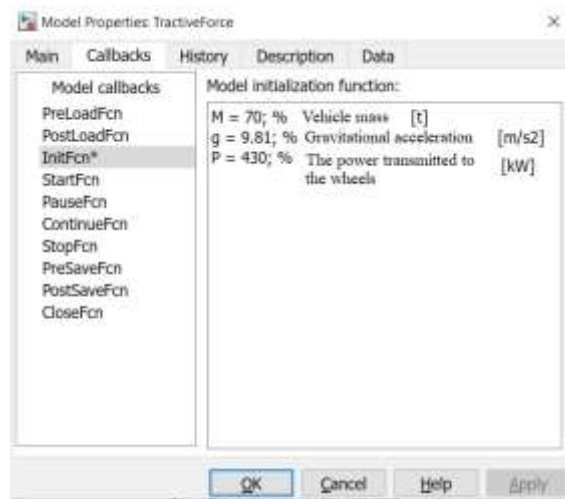 Model Properties: TractiveForce
Main Callbacks History Description Data
Model callbacks
PreLoadFcn
PostLoadFcn
InitFcn*
StartFcn
PauseFcn
ContinueFcn
StopFcn
PreSaveFcn
PostSaveFcn
CloseFcn
Model initialization function:
M = 70; % Vehicle mass [t]
g = 9.81; % Gravitational acceleration [m/s2]
P = 430; % The power transmitted to
the wheels [kW]
OK Cancel Help Apply